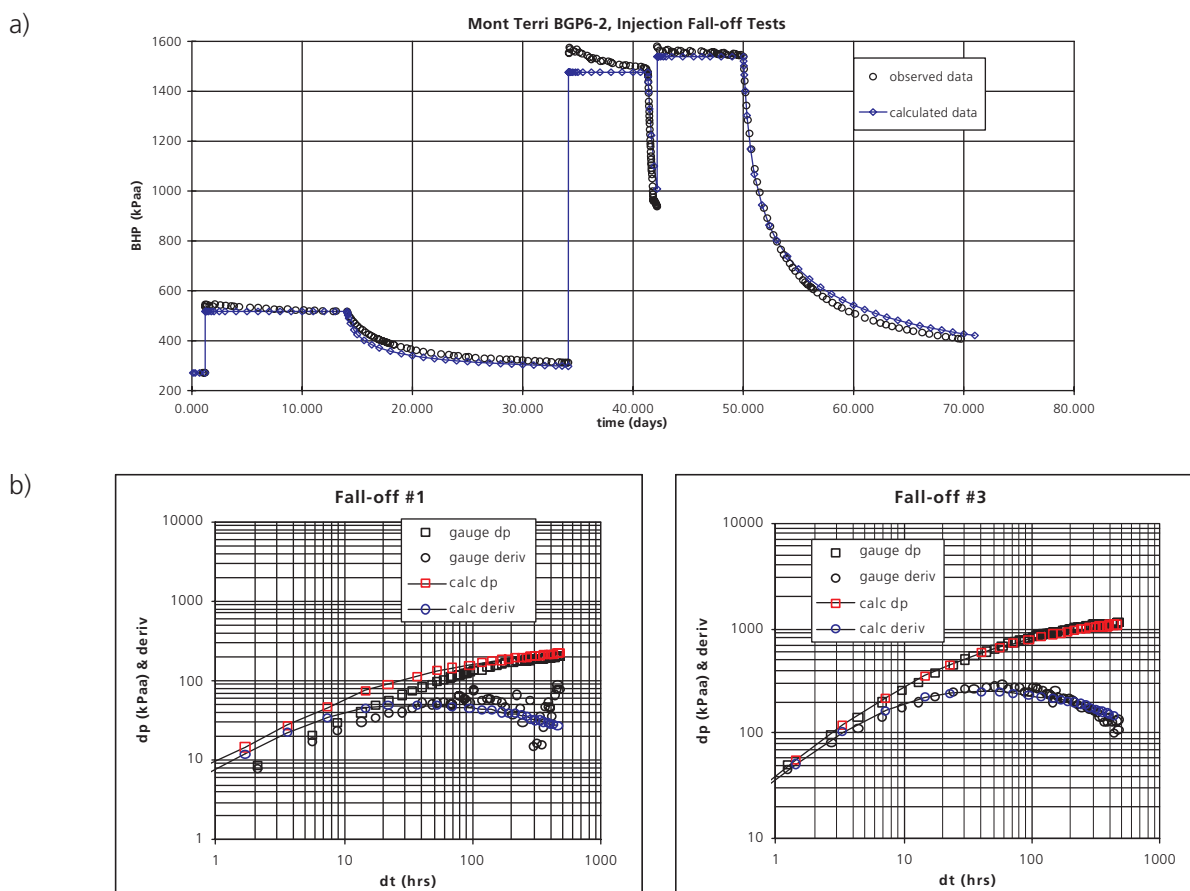 a)
Mont Terri BGP6-2, Injection Fall-off Tests
BHP (kPaa)
1600
1400
1200
1000
800
600
400
200
observed data
calculated data
0.000 10.000 20.000 30.000 40.000 50.000 60.000 70.000 80.000
time (days)
b)
Fall-off #1
dp (kPaa) & deriv
10000
1000
100
10
1
gauge dp
gauge deriv
calc dp
calc deriv
1 10 100 1000
dt (hrs)
Fall-off #3
dp (kPaa) & deriv
10000
1000
100
10
gauge dp
gauge deriv
calc dp
calc deriv
1 10 100 1000
dt (hrs)